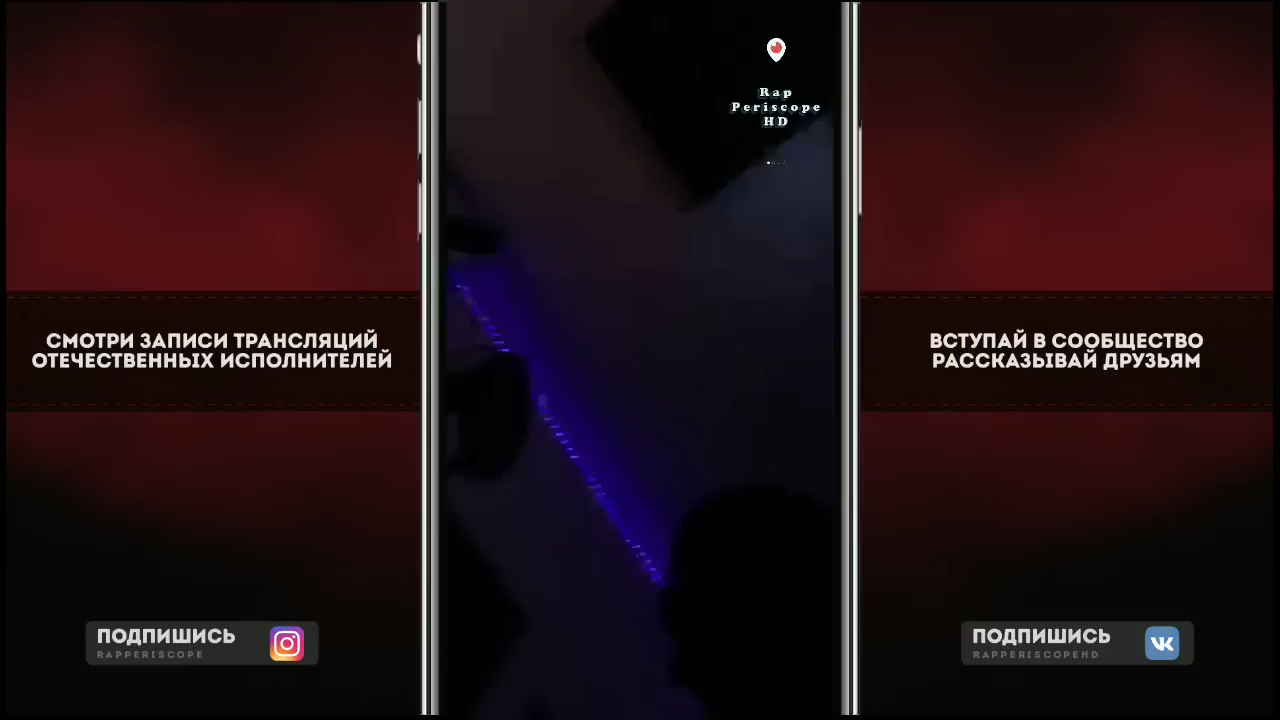 Rap
Periscope
HD
СМОТРИ ЗАПИСИ ТРАНСЛЯЦИЙ
ОТЕЧЕСТВЕННЫХ ИСПОЛНИТЕЛЕЙ
ВСТУПАЙ В СООБЩЕСТВО
РАССКАЗЫВАЙ ДРУЗЬЯМ
ПОДПИШИСЬ
RAPPERISCOPE
ПОДПИШИСЬ
RAPPERISCOPEHD